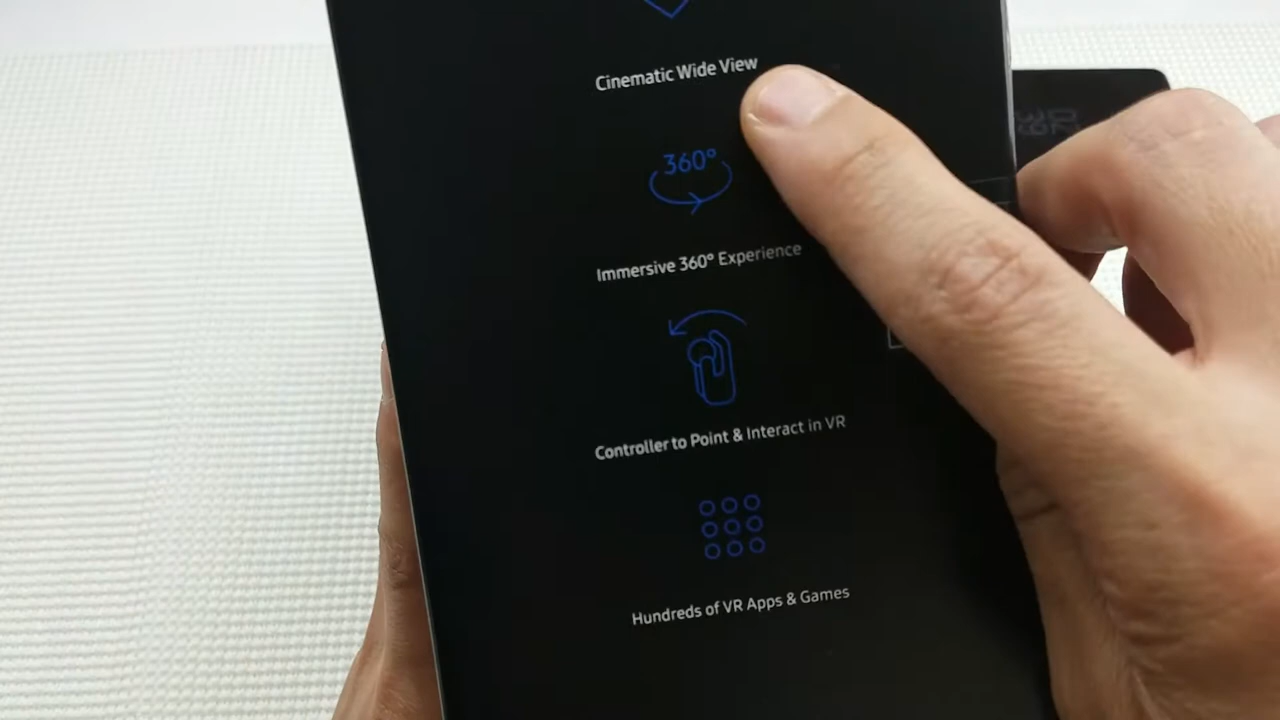 Cinematic Wide View
360°
Immersive 360° Experience
Controller to Point & Interact in VR
Hundreds of VR Apps & Games